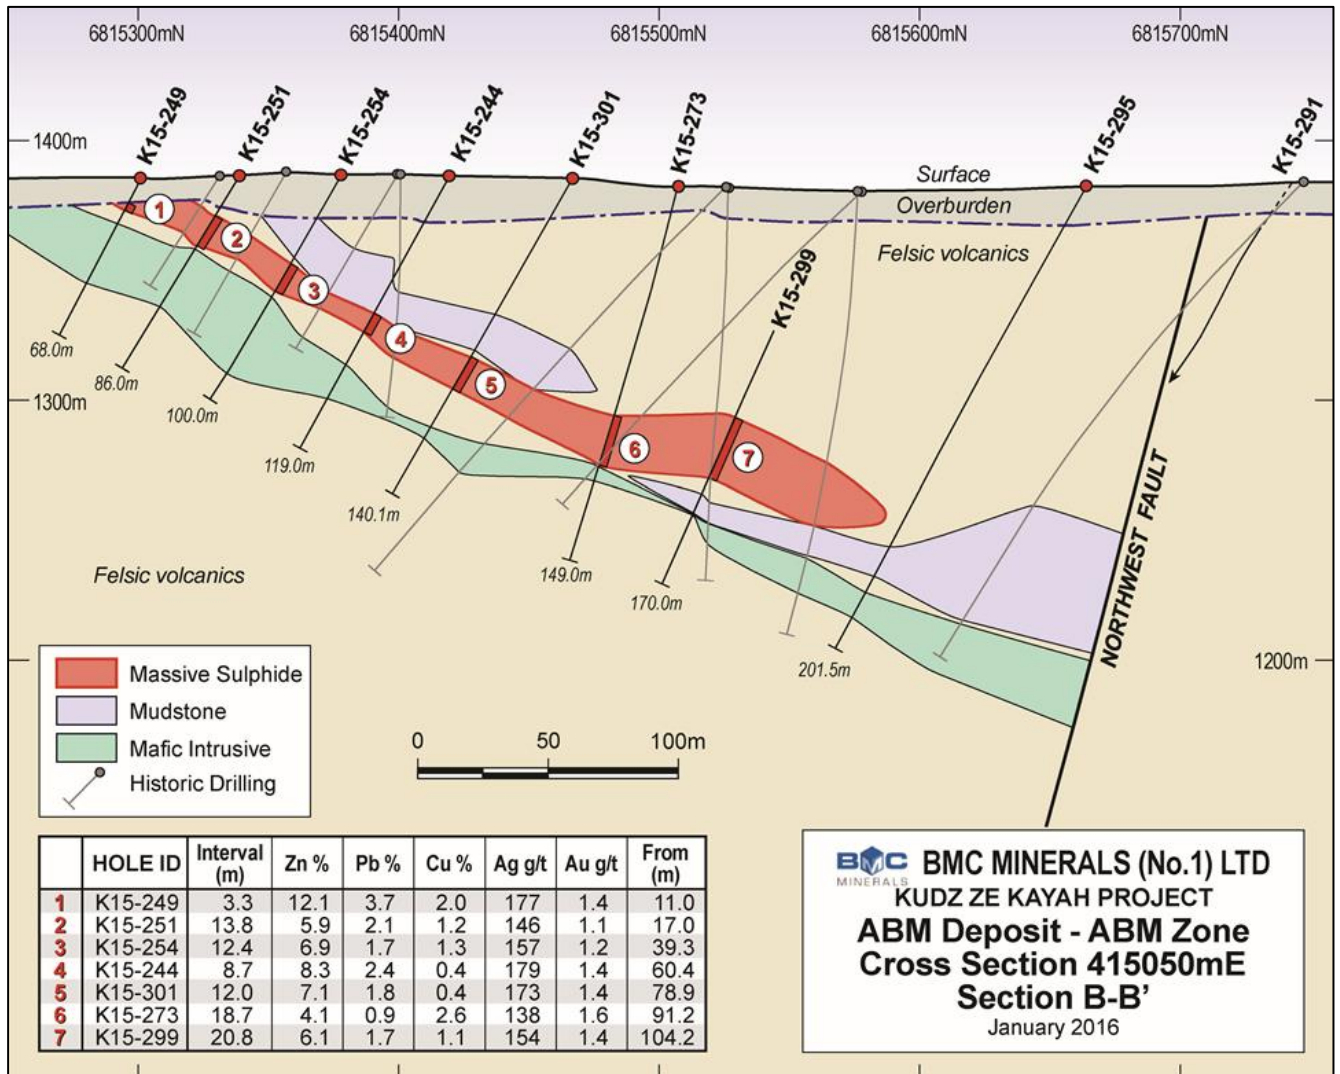 6815300mN 6815400mN 6815500mN 6815600mN 6815700mN
K15-249
K15-251
K15-254
K15-244
K15-301
K15-273
K15-295
K15-291
1400m
Surface
Overburden
Felsic volcanics
K15-299
1
2
3
4
5
6
7
68.0m
86.0m
100.0m
119.0m
140.1m
149.0m
170.0m
201.5m
1300m
1200m
NORTHWEST FAULT
Felsic volcanics
Massive Sulphide
Mudstone
Mafic Intrusive
Historic Drilling
0 50 100m
HOLE ID Interval (m) Zn % Pb % Cu % Ag g/t Au g/t From (m)
1 K15-249 3.3 12.1 3.7 2.0 177 1.4 11.0
2 K15-251 13.8 5.9 2.1 1.2 146 1.1 17.0
3 K15-254 12.4 6.9 1.7 1.3 157 1.2 39.3
4 K15-244 8.7 8.3 2.4 0.4 179 1.4 60.4
5 K15-301 12.0 7.1 1.8 0.4 173 1.4 78.9
6 K15-273 18.7 4.1 0.9 2.6 138 1.6 91.2
7 K15-299 20.8 6.1 1.7 1.1 154 1.4 104.2
BMC
MINERALS
BMC MINERALS (No.1) LTD
KUDZ ZE KAYAH PROJECT
ABM Deposit - ABM Zone
Cross Section 415050mE
Section B-B’
January 2016